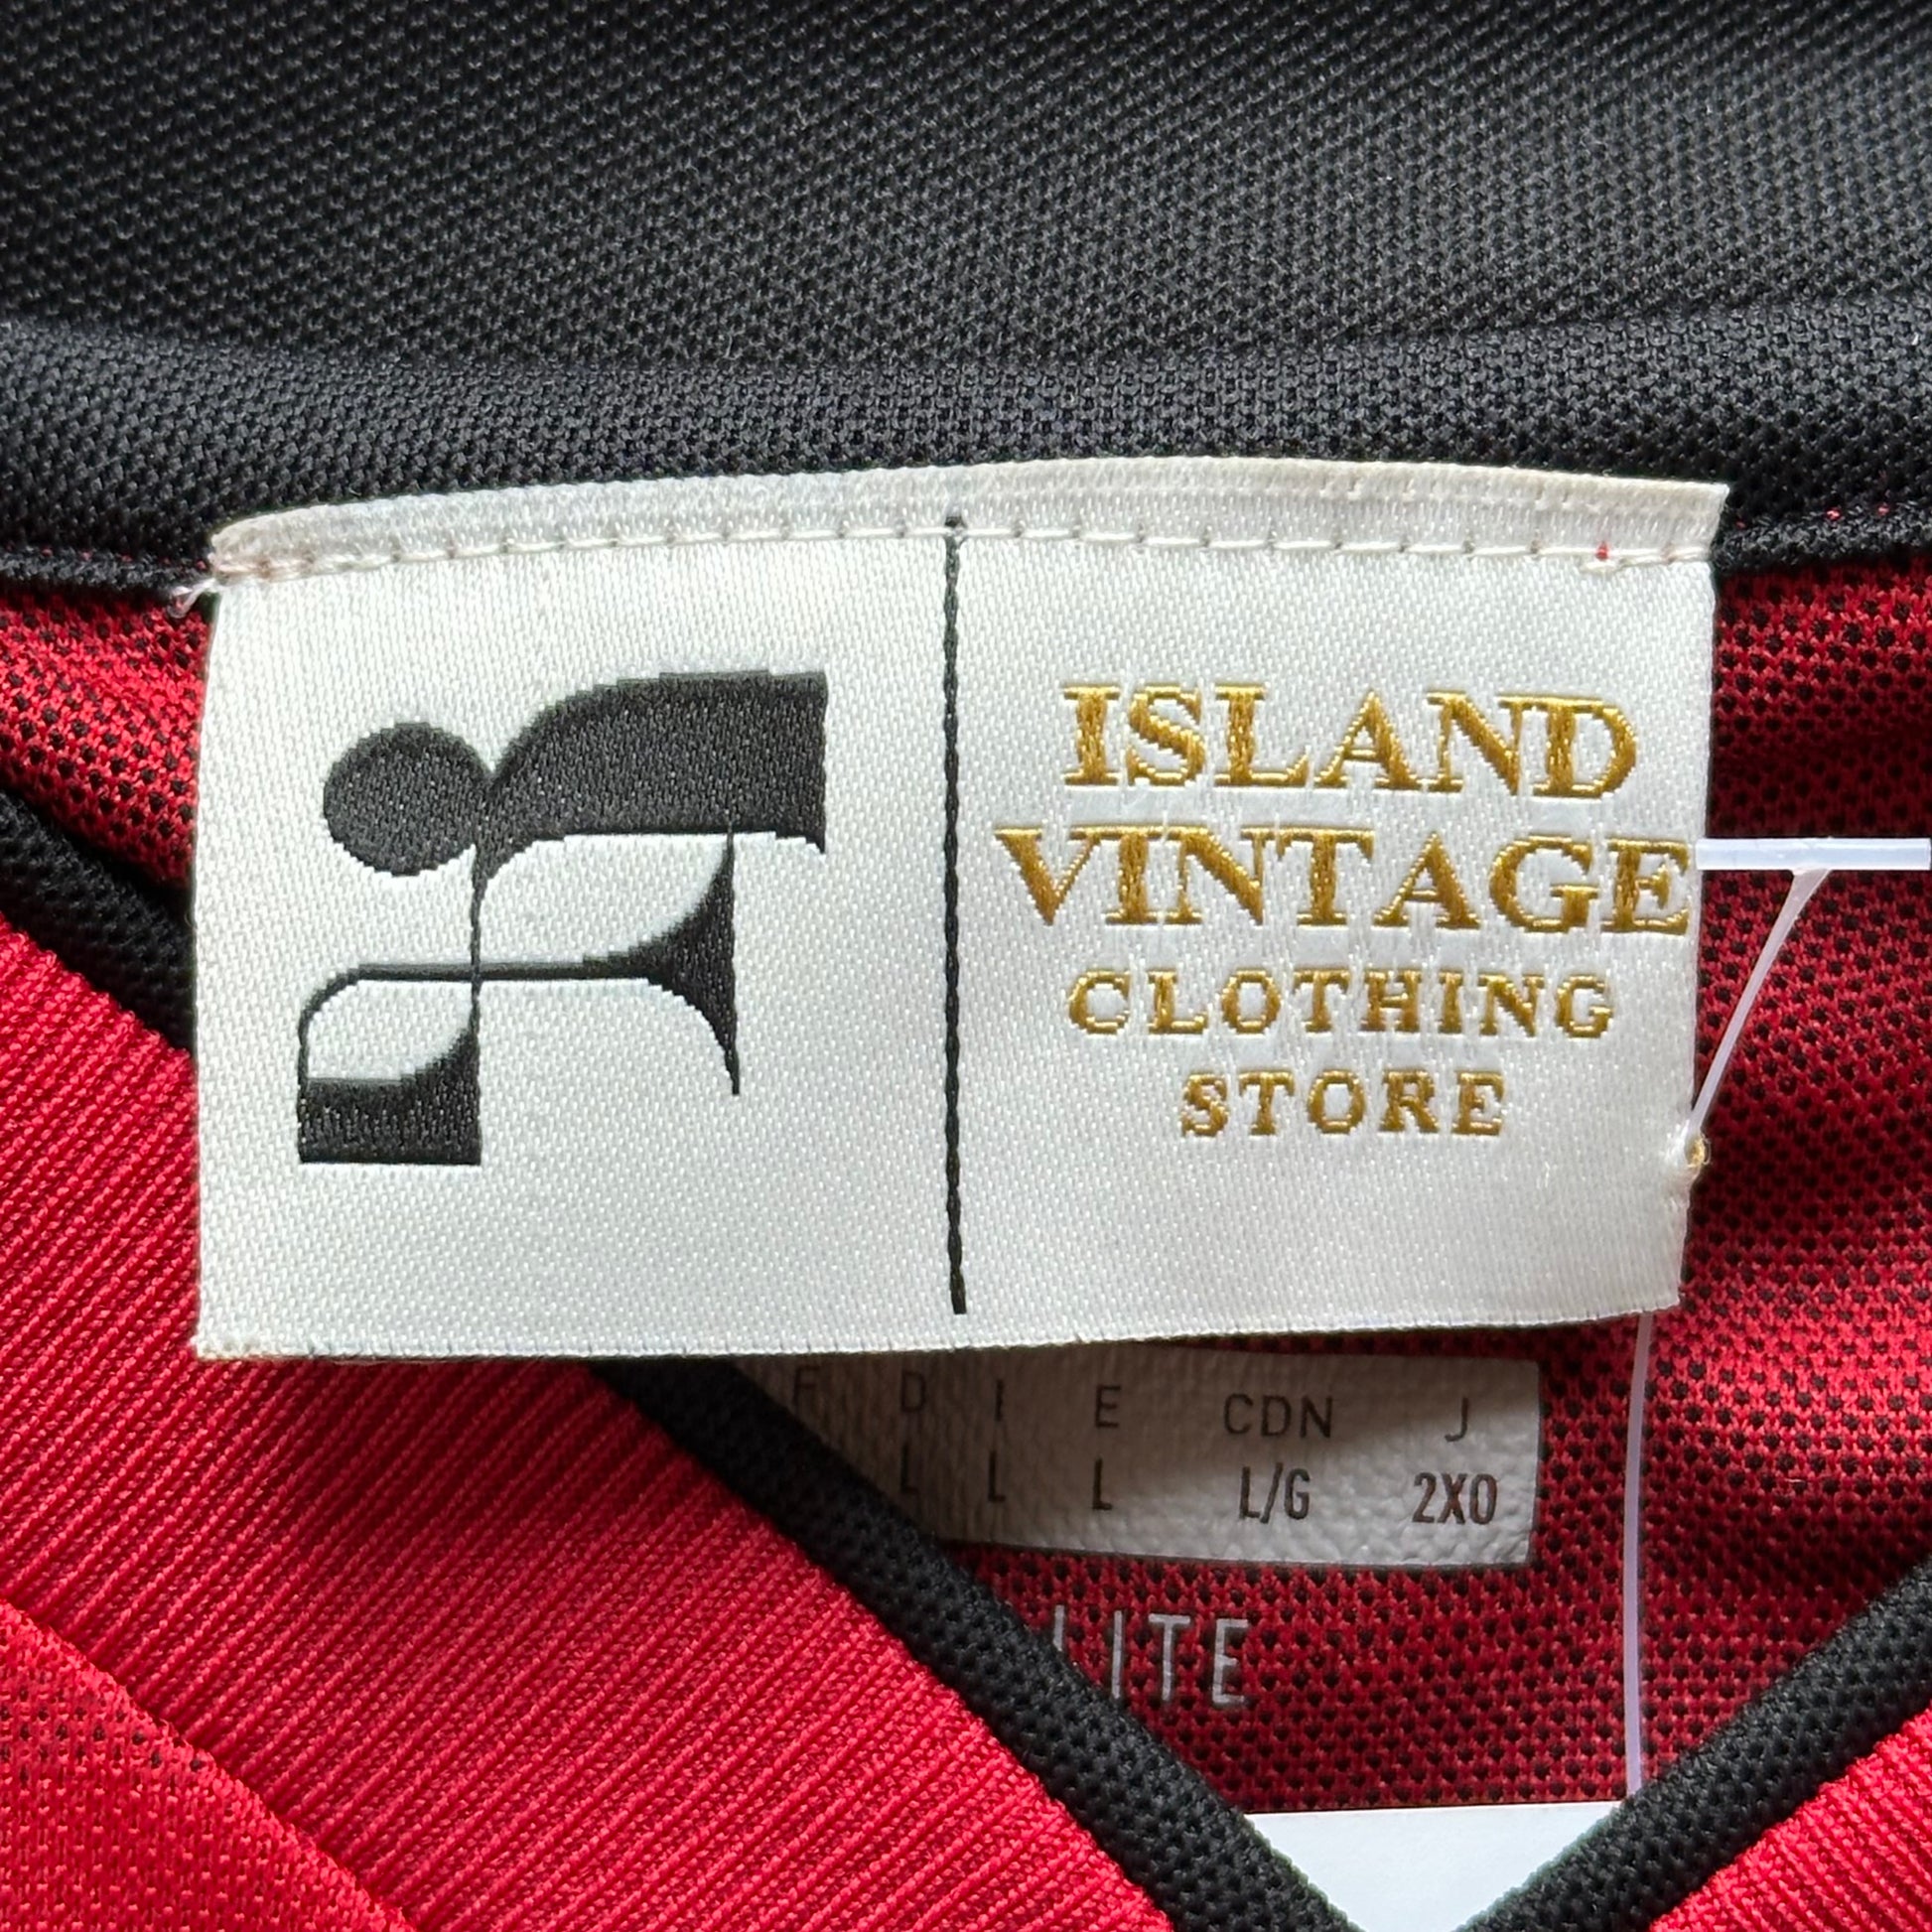 ISLAND
VINTAGE
CLOTHING
STORE
F D I E CDN J
L L L L/G 2XO
LITE